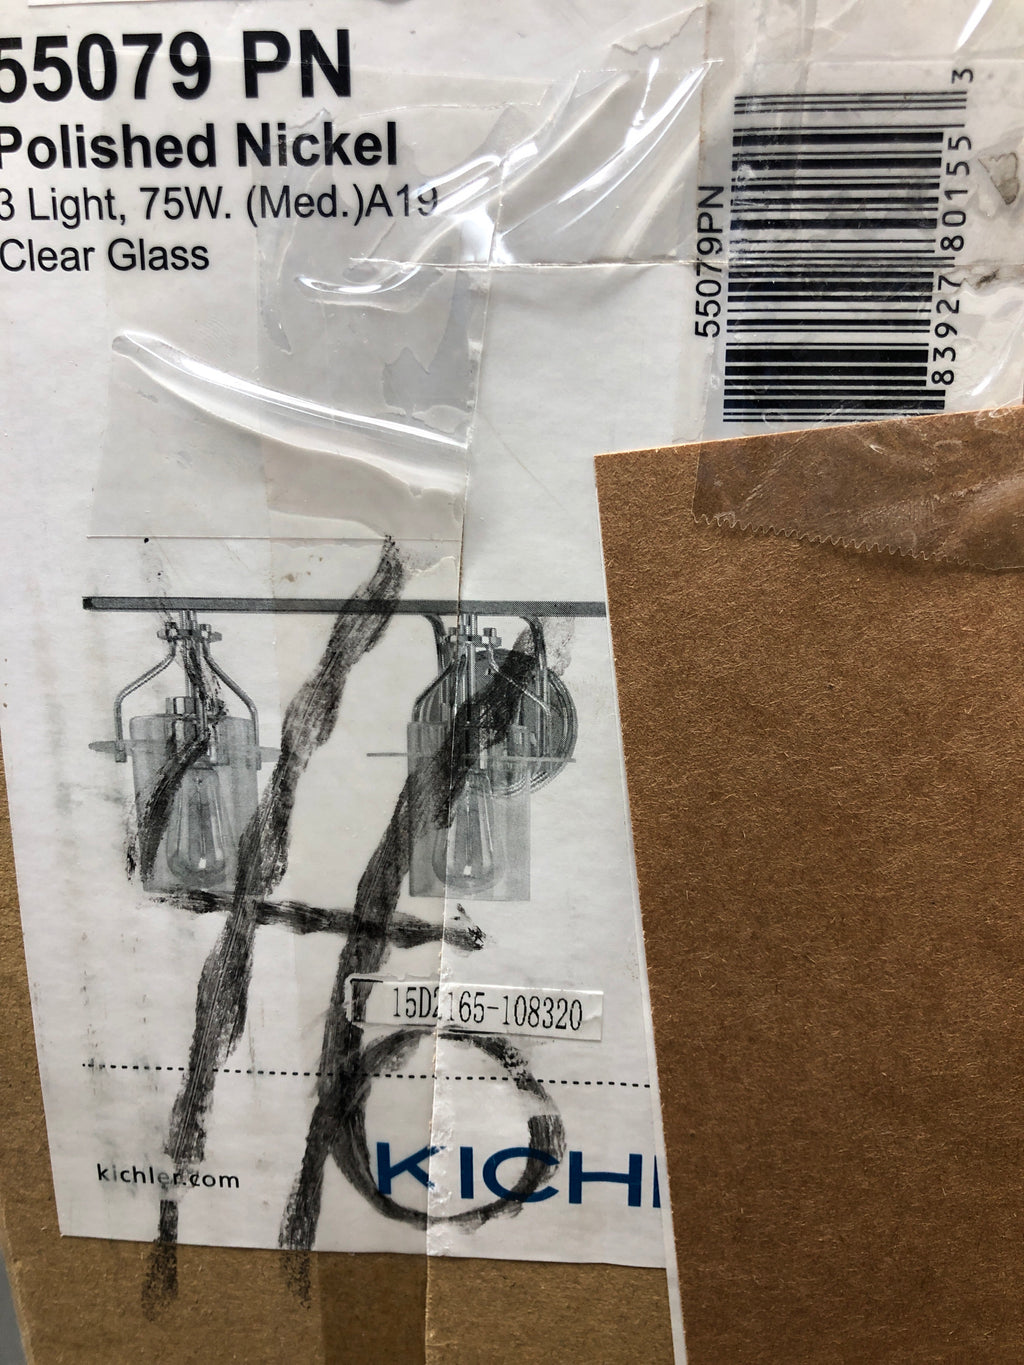 55079 PN
Polished Nickel
3 Light, 75W. (Med.)A19
Clear Glass
55079PN
83927 80155 3
15D2165-108320
kichler.com
KICHL